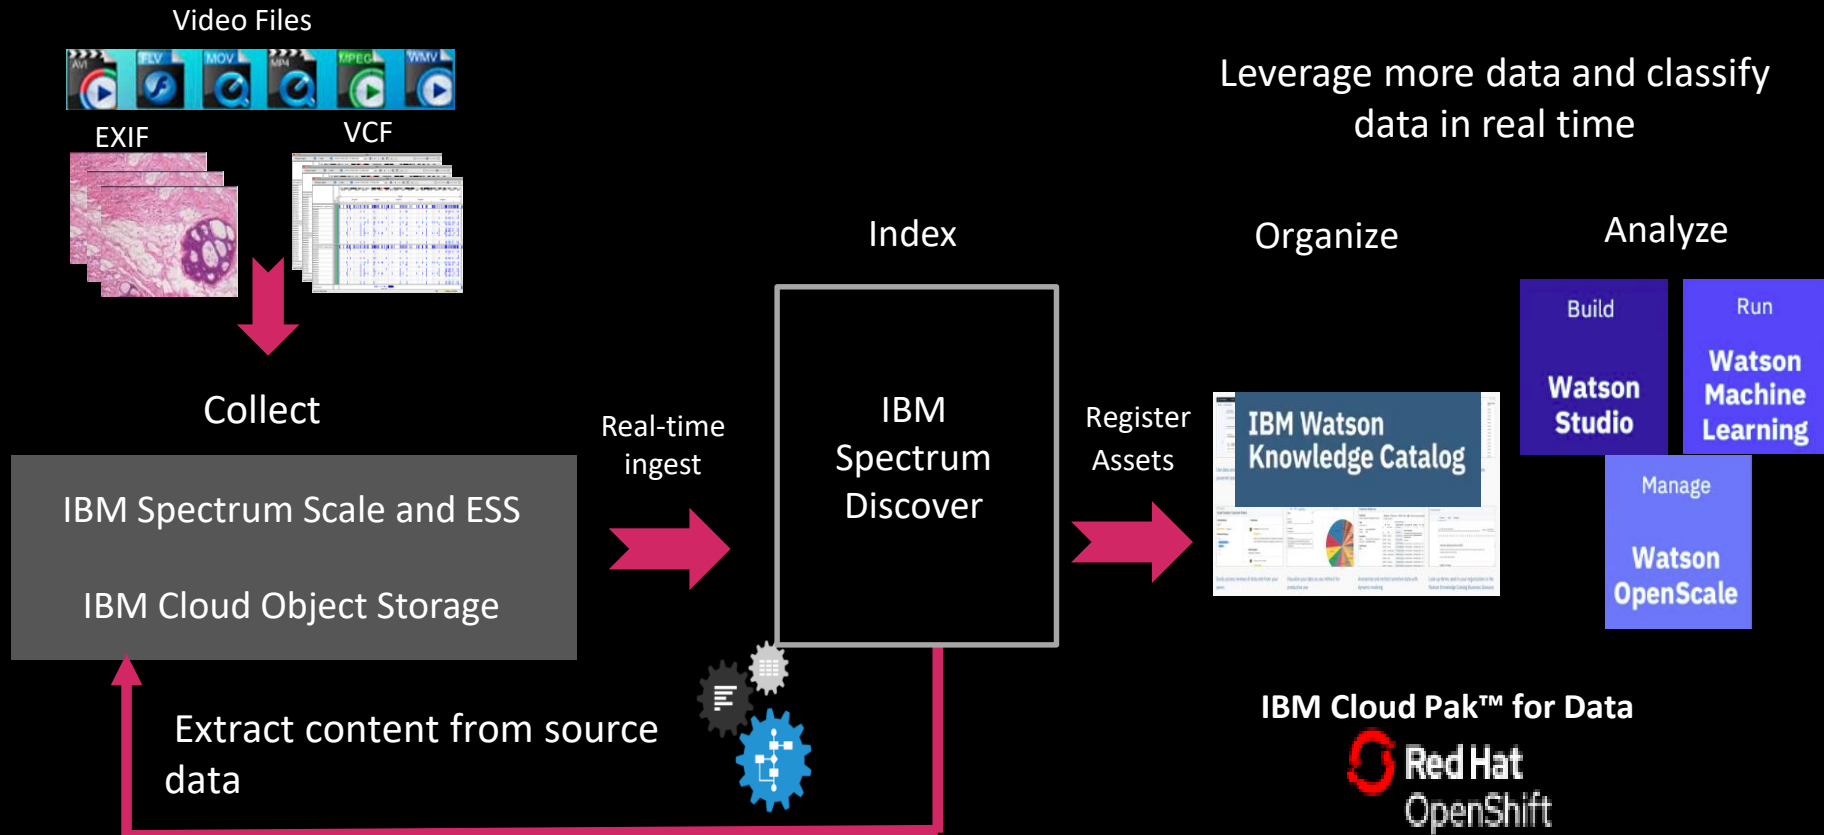 Video Files
AVI
FLV
MOV
MP4
MPEG
WMV
EXIF
VCF
Leverage more data and classify
data in real time
Collect
IBM Spectrum Scale and ESS
IBM Cloud Object Storage
Real-time
ingest
Index
IBM
Spectrum
Discover
Register
Assets
Organize
IBM Watson
Knowledge Catalog
Analyze
Build
Watson
Studio
Run
Watson
Machine
Learning
Manage
Watson
OpenScale
Extract content from source
data
IBM Cloud Pak™ for Data
Red Hat
OpenShift